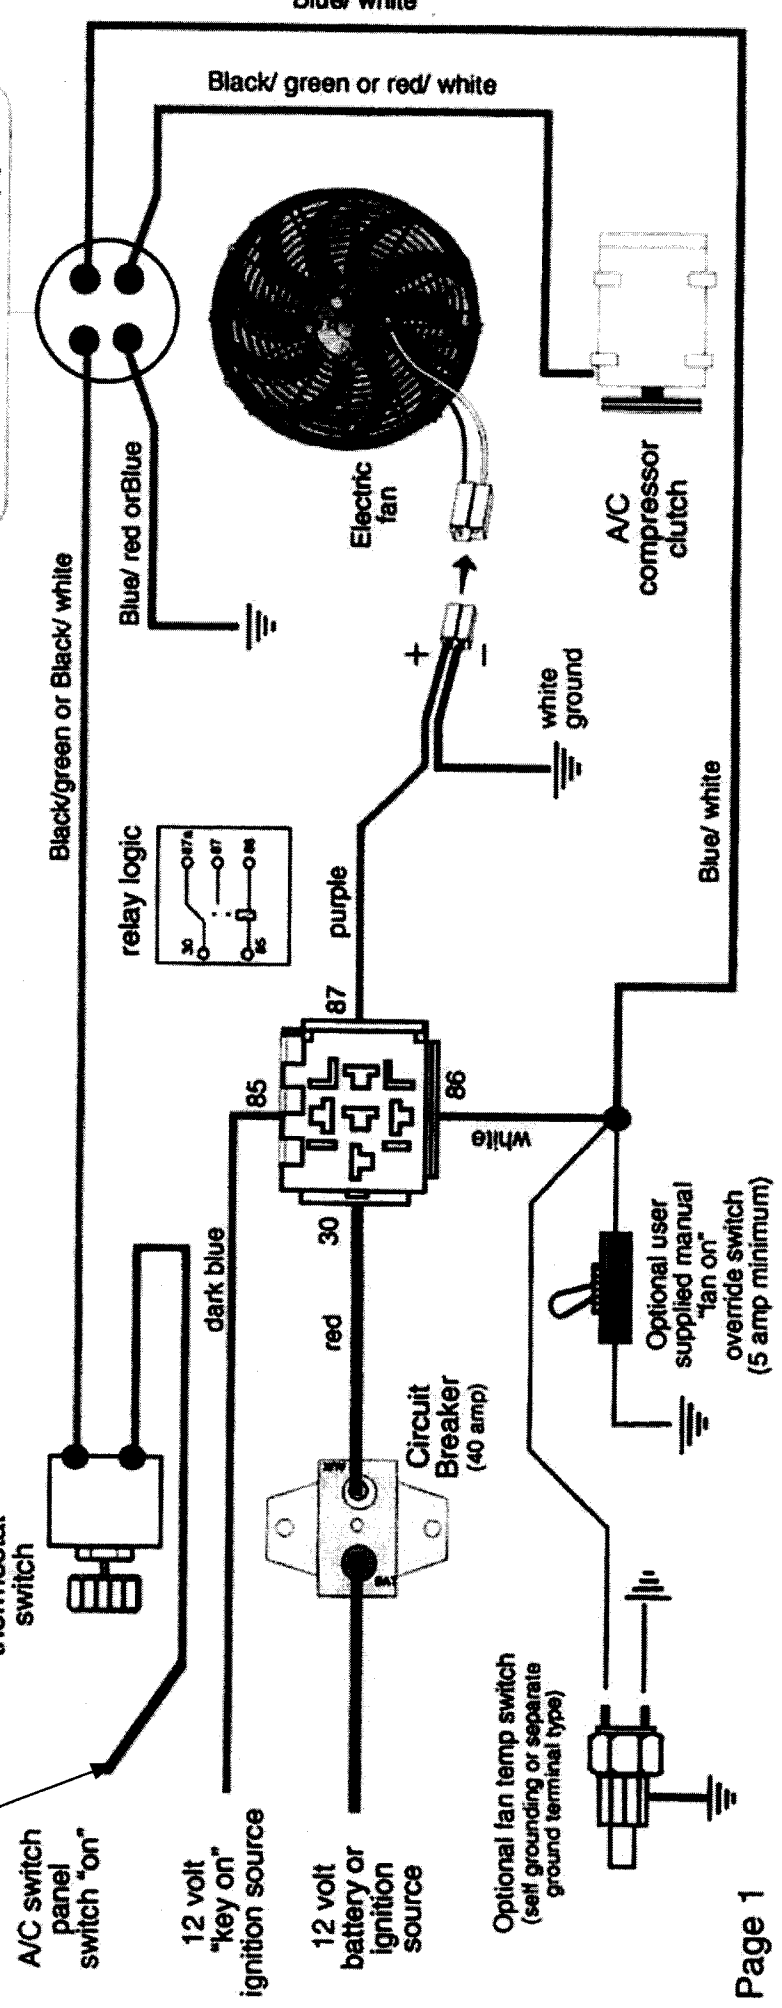 Blue/ white
Black/ green or red/ white
Black/green or Black/ white
Blue/ red orBlue
Electric
fan
A/C
compressor
clutch
+
–
white
ground
Blue/ white
relay logic
30
87a
87
86
85
purple
87
85
86
30
white
dark blue
red
Circuit
Breaker
(40 amp)
Optional user
supplied manual
"fan on"
override switch
(5 amp minimum)
switch
A/C switch
panel
switch "on"
12 volt
"key on"
ignition source
12 volt
battery or
ignition
source
Optional fan temp switch
(self grounding or separate
ground terminal type)
Page 1